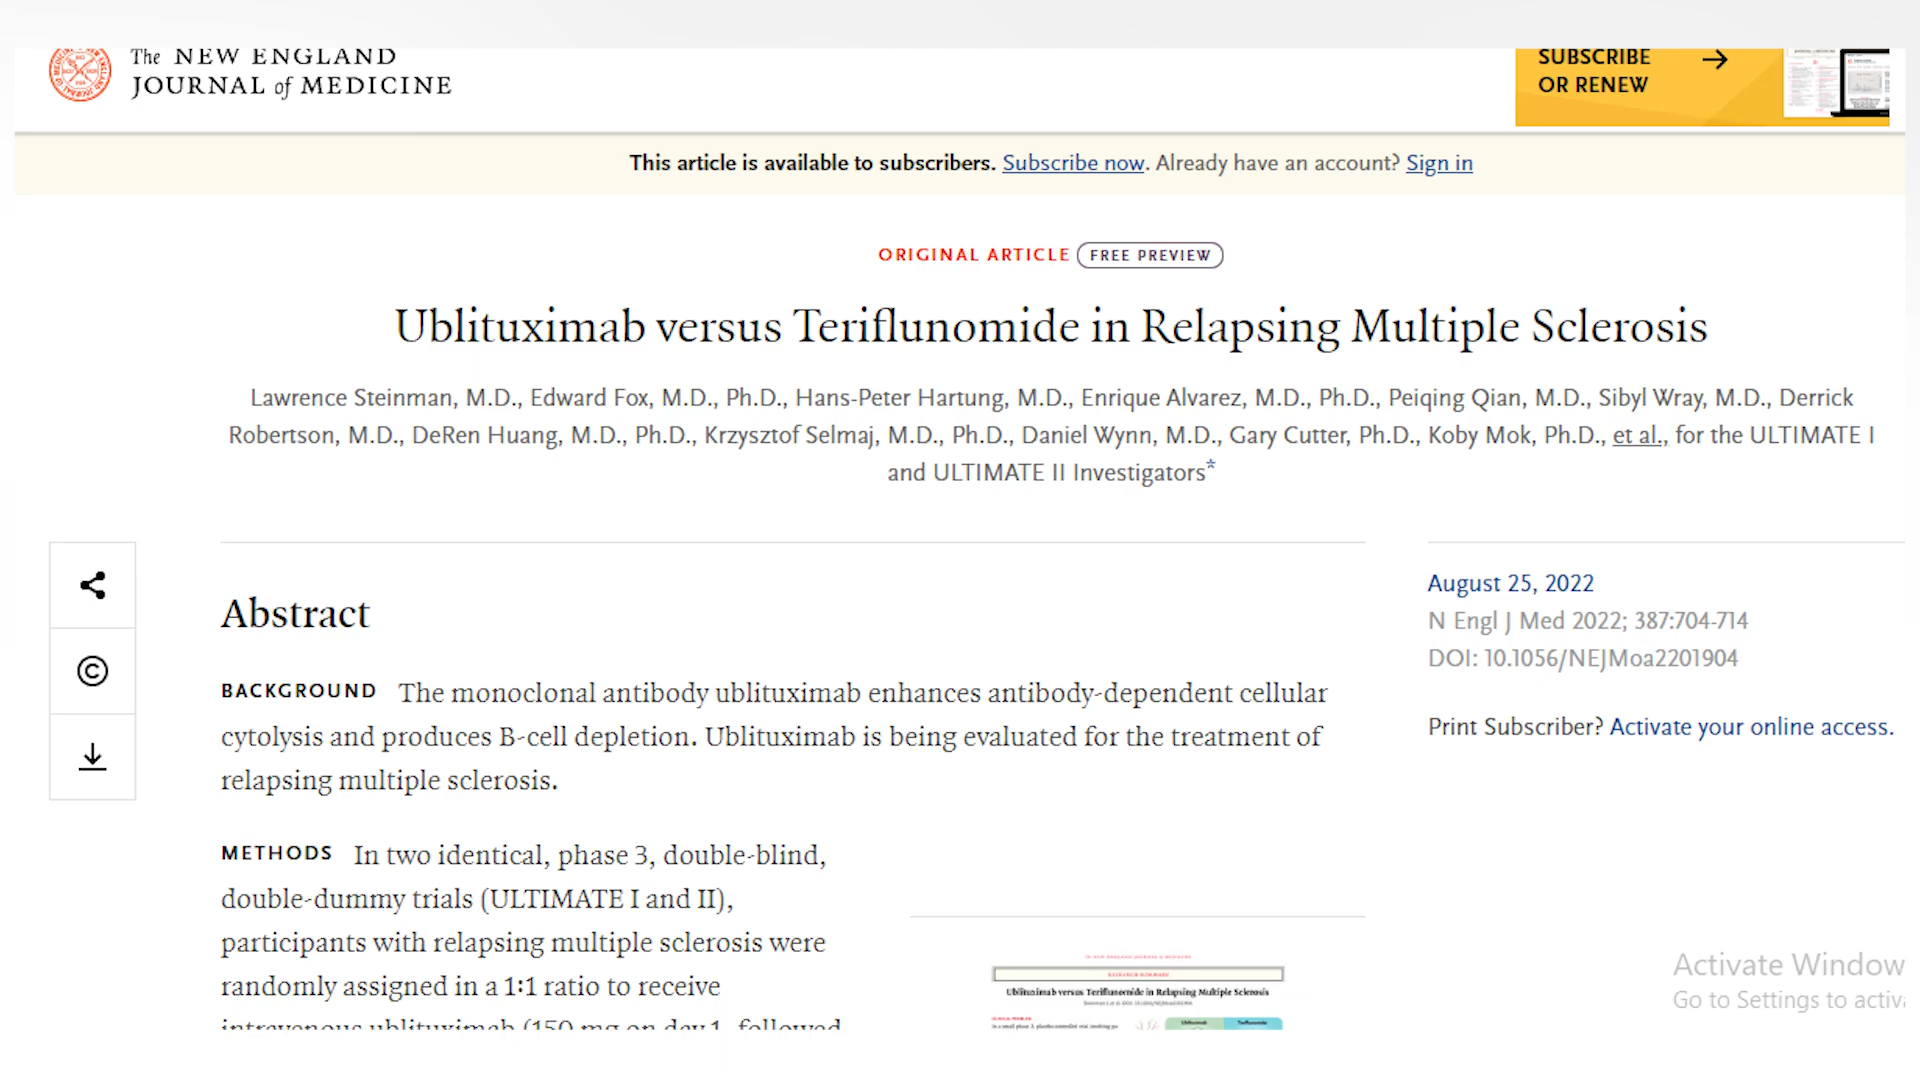 The NEW ENGLAND
JOURNAL of MEDICINE
SUBSCRIBE
OR RENEW
This article is available to subscribers. Subscribe now. Already have an account? Sign in
ORIGINAL ARTICLE FREE PREVIEW
Ublituximab versus Teriflunomide in Relapsing Multiple Sclerosis
Lawrence Steinman, M.D., Edward Fox, M.D., Ph.D., Hans-Peter Hartung, M.D., Enrique Alvarez, M.D., Ph.D., Peiqing Qian, M.D., Sibyl Wray, M.D., Derrick
Robertson, M.D., DeRen Huang, M.D., Ph.D., Krzysztof Selmaj, M.D., Ph.D., Daniel Wynn, M.D., Gary Cutter, Ph.D., Koby Mok, Ph.D., et al., for the ULTIMATE I
and ULTIMATE II Investigators*
Abstract
BACKGROUND The monoclonal antibody ublituximab enhances antibody-dependent cellular
cytolysis and produces B-cell depletion. Ublituximab is being evaluated for the treatment of
relapsing multiple sclerosis.
METHODS In two identical, phase 3, double-blind,
double-dummy trials (ULTIMATE I and II),
participants with relapsing multiple sclerosis were
randomly assigned in a 1:1 ratio to receive
intravenous ublituximab (150 mg on day 1, followed
August 25, 2022
N Engl J Med 2022; 387:704-714
DOI: 10.1056/NEJMoa2201904
Print Subscriber? Activate your online access.
RESEARCH SUMMARY
Ublituximab versus Teriflunomide in Relapsing Multiple Sclerosis
Ublituximab
Teriflunomide
Activate Window
Go to Settings to activ